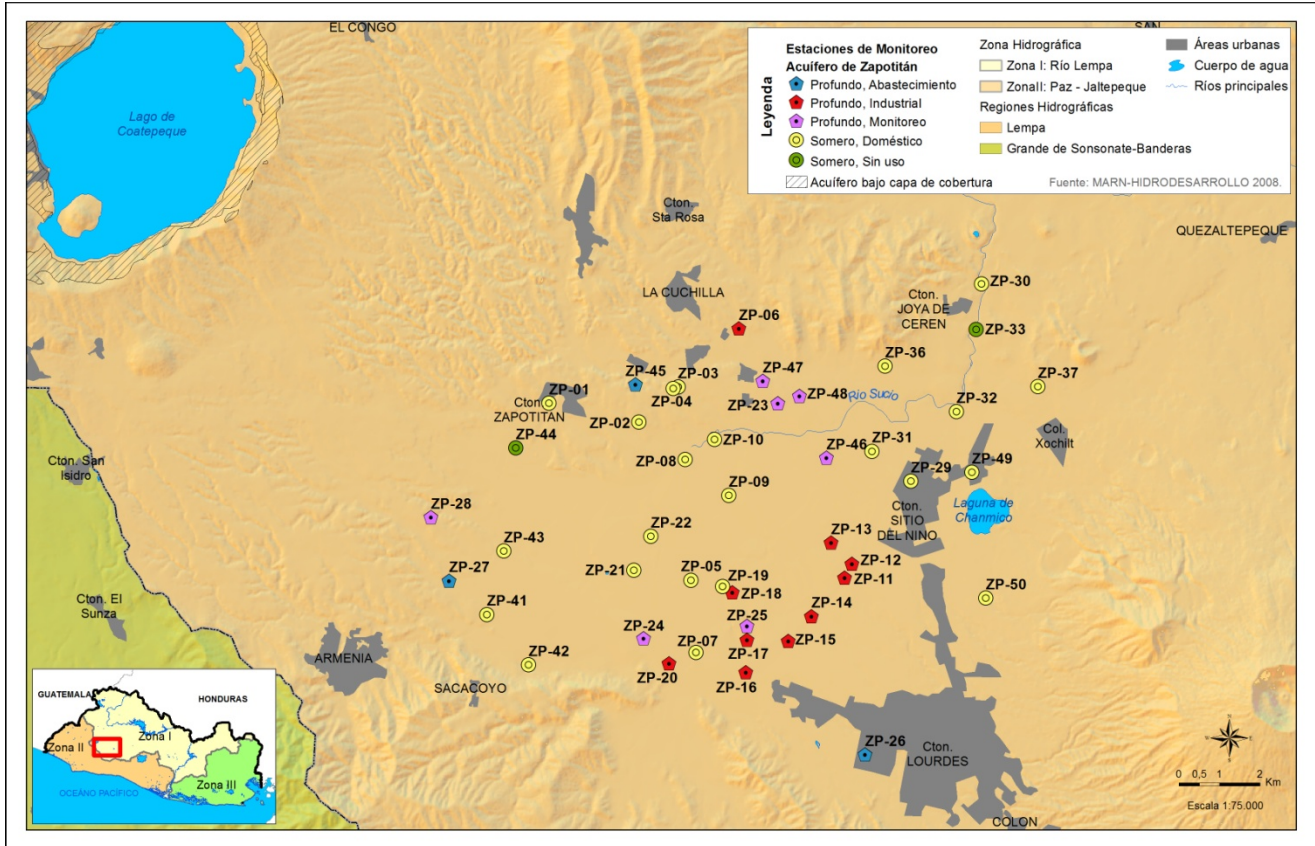 EL CONGO
SAN
Lago de
Coatepeque
Leyenda
Estaciones de Monitoreo
Acuífero de Zapotitán
Profundo, Abastecimiento
Profundo, Industrial
Profundo, Monitoreo
Somero, Doméstico
Somero, Sin uso
Acuífero bajo capa de cobertura
Zona Hidrográfica
Zona I: Río Lempa
ZonaII: Paz - Jaltepeque
Regiones Hidrográficas
Lempa
Grande de Sonsonate-Banderas
Áreas urbanas
Cuerpo de agua
Ríos principales
Fuente: MARN-HIDRODESARROLLO 2008.
Cton.
Sta Rosa
QUEZALTEPEQUE
LA CUCHILLA
ZP-30
Cton.
JOYA DE
CEREN
ZP-06
ZP-33
ZP-36
ZP-45
ZP-03
ZP-47
ZP-37
ZP-01
ZP-04
ZP-23
ZP-48
Río Sucio
ZP-32
Cton.
ZAPOTITAN
ZP-02
ZP-44
ZP-10
Col.
Xochilt
ZP-08
ZP-46
ZP-31
Cton. San
Isidro
ZP-29
ZP-49
ZP-09
Laguna de
Chanmico
Cton.
SITIO
DEL NINO
ZP-28
ZP-22
ZP-13
ZP-43
ZP-12
ZP-27
ZP-21
ZP-05
ZP-19
ZP-11
ZP-18
ZP-50
Cton. El
Sunza
ZP-41
ZP-14
ZP-25
ZP-24
ZP-07
ZP-15
ZP-17
ARMENIA
ZP-42
ZP-20
ZP-16
SACACOYO
GUATEMALA
HONDURAS
Zona I
Zona II
Zona III
OCEÁNO PACÍFICO
ZP-26
Cton.
LOURDES
COLON
N
0 0,5 1 2
Km
Escala 1:75.000